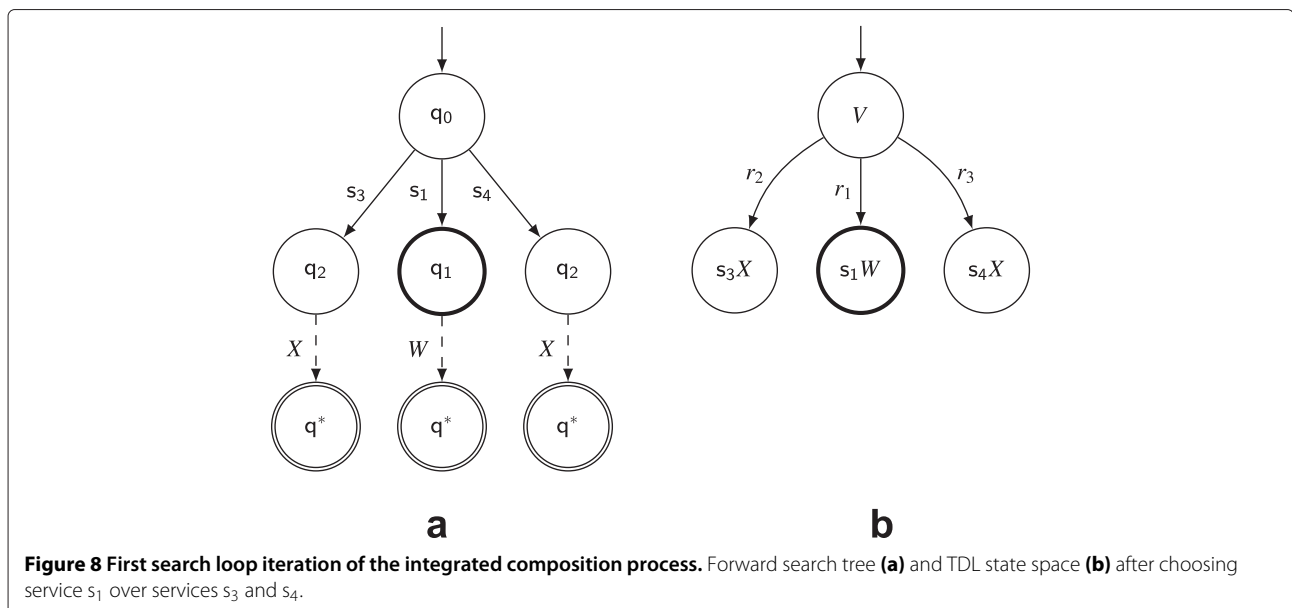 q₀ V
s₃ s₁ s₄ r₂ r₁ r₃
q₂ q₁ q₂ s₃X s₁W s₄X
X W X
q* q* q*
a b
Figure 8 First search loop iteration of the integrated composition process. Forward search tree (a) and TDL state space (b) after choosing
service s₁ over services s₃ and s₄.